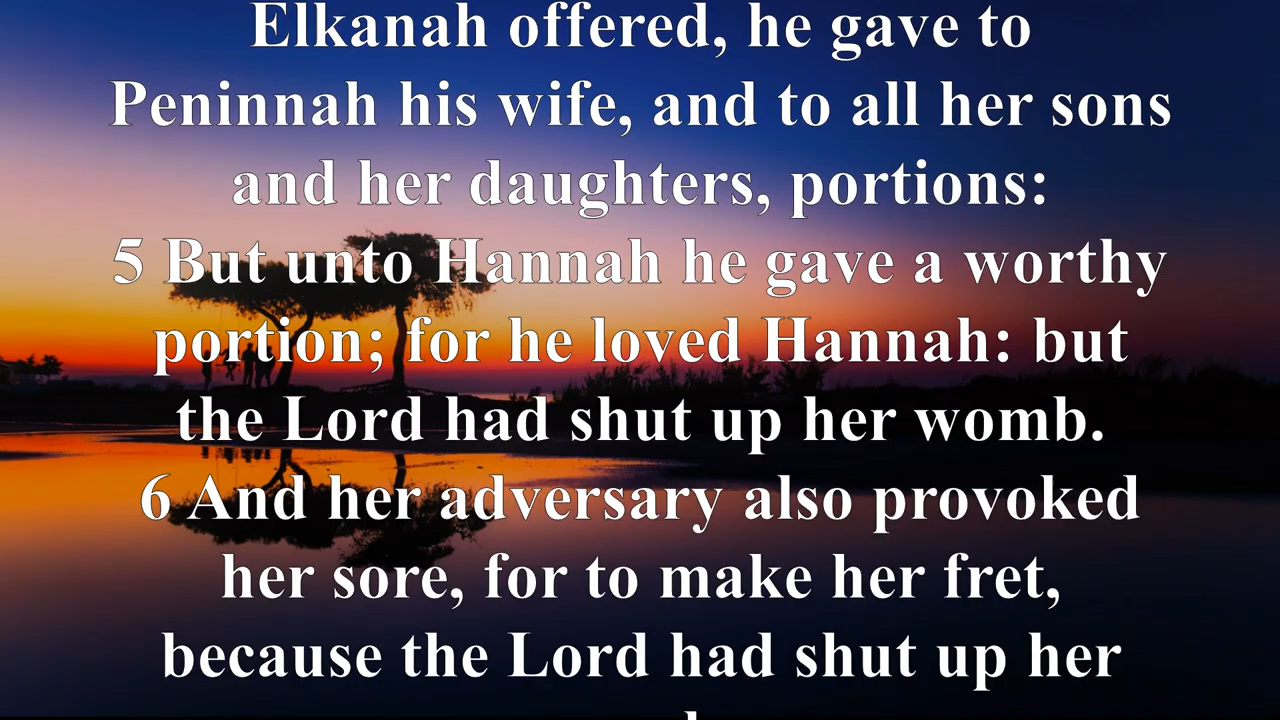 Elkanah offered, he gave to
Peninnah his wife, and to all her sons
and her daughters, portions:
5 But unto Hannah he gave a worthy
portion; for he loved Hannah: but
the Lord had shut up her womb.
6 And her adversary also provoked
her sore, for to make her fret,
because the Lord had shut up her